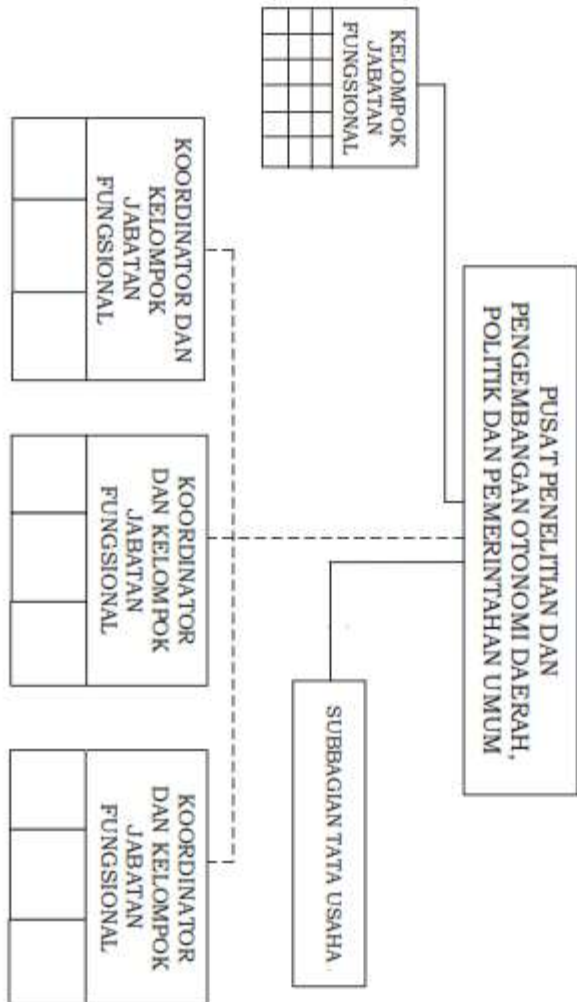 PUSAT PENELITIAN DAN
PENGEMBANGAN OTONOMI DAERAH,
POLITIK DAN PEMERINTAHAN UMUM
KELOMPOK
JABATAN
FUNGSIONAL
SUBBAGIAN TATA USAHA
KOORDINATOR DAN
KELOMPOK
JABATAN
FUNGSIONAL
KOORDINATOR
DAN KELOMPOK
JABATAN
FUNGSIONAL
KOORDINATOR
DAN KELOMPOK
JABATAN
FUNGSIONAL